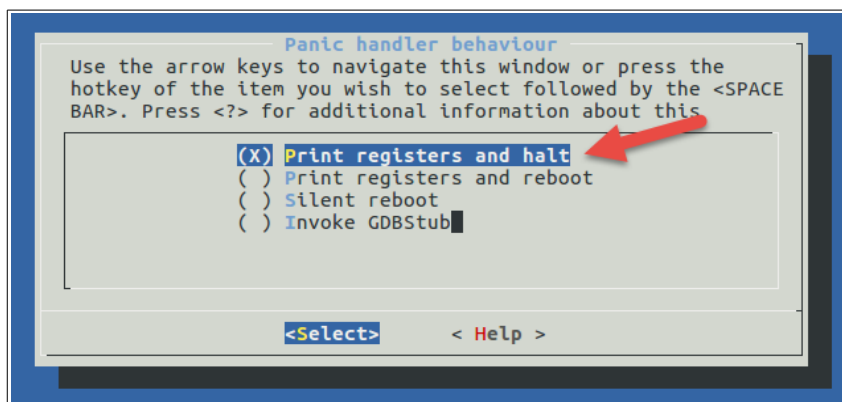 Panic handler behaviour
Use the arrow keys to navigate this window or press the
hotkey of the item you wish to select followed by the <SPACE
BAR>. Press <?> for additional information about this
(X) Print registers and halt
( ) Print registers and reboot
( ) Silent reboot
( ) Invoke GDBStub
<Select>    < Help >